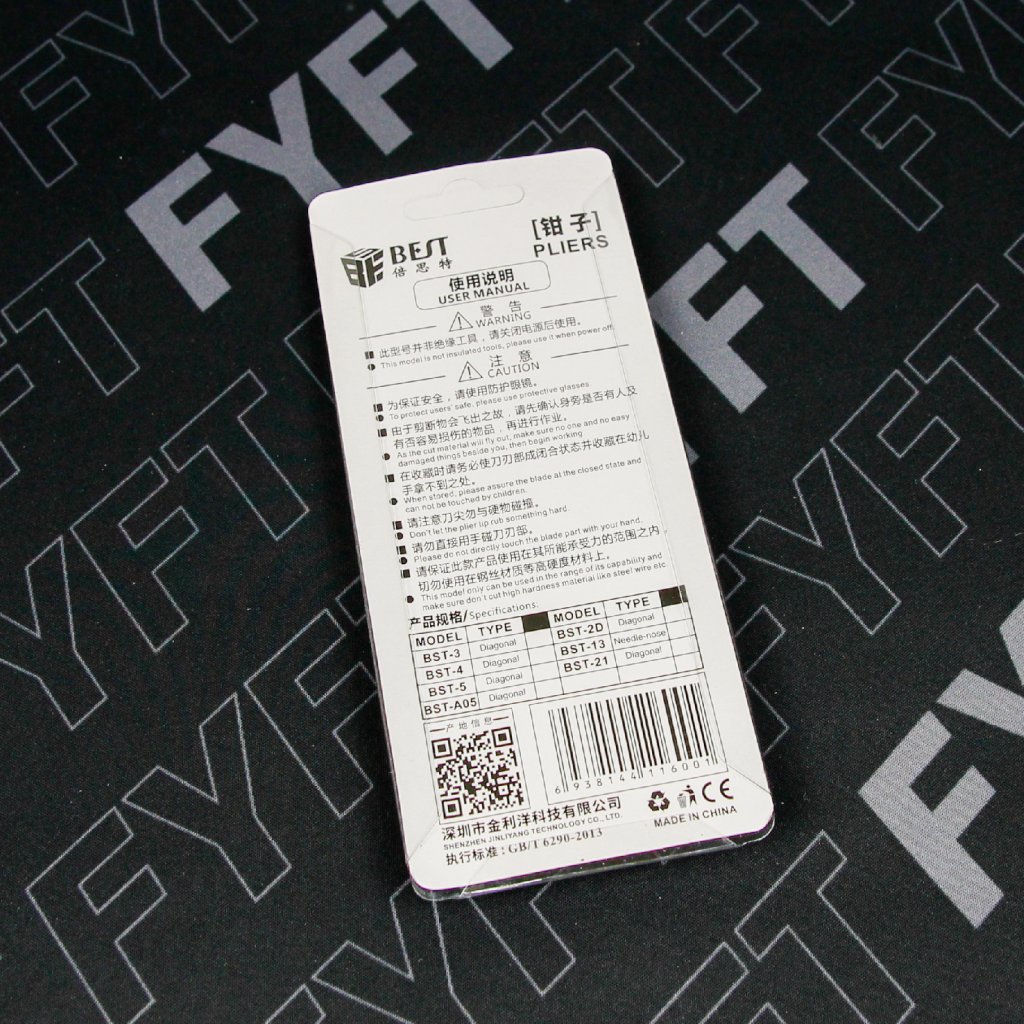 BEST
倍思特
[钳子]
PLIERS
使用说明
USER MANUAL
警 告
WARNING
此型号并非绝缘工具，请关闭电源后使用。
This model is not insulated tools, please use it when power off.
注 意
CAUTION
为保证安全，请使用防护眼镜。
To protect users' safe, please use protective glasses.
由于剪断物会飞出之故，请先确认身旁是否有人及
有否容易损伤的物品，再进行作业。
As the cut material will fly out, make sure no one and no easy
damaged things beside you, then begin working
在收藏时请务必使刀刃部成闭合状态并收藏在幼儿
手拿不到之处。
When stored, please assure the blade at the closed state and
can not be touched by children.
请注意刀尖勿与硬物碰撞。
Don't let the plier lip rub something hard.
请勿直接用手碰刀刃部。
Please do not directly touch the blade part with your hand.
请保证此款产品使用在其所能承受力的范围之内
切勿使用在钢丝材质等高硬度材料上。
This model only can be used in the range of its capability and
make sure don't out high hardness material like steel wire etc
产品规格/Specifications:
MODEL TYPE MODEL TYPE
BST-3 Diagonal BST-2D Diagonal
BST-4 Diagonal BST-13 Needle-nose
BST-5 Diagonal BST-21 Diagonal
BST-A05 Diagonal
产地信息
6 938144 116001
深圳市金利洋科技有限公司
SHENZHEN JINLIYANG TECHNOLOGY CO., LTD.
执行标准：GB/T 6290-2013
CE
MADE IN CHINA
FYFT
FYFT
FYFT
FYFT
FYFT